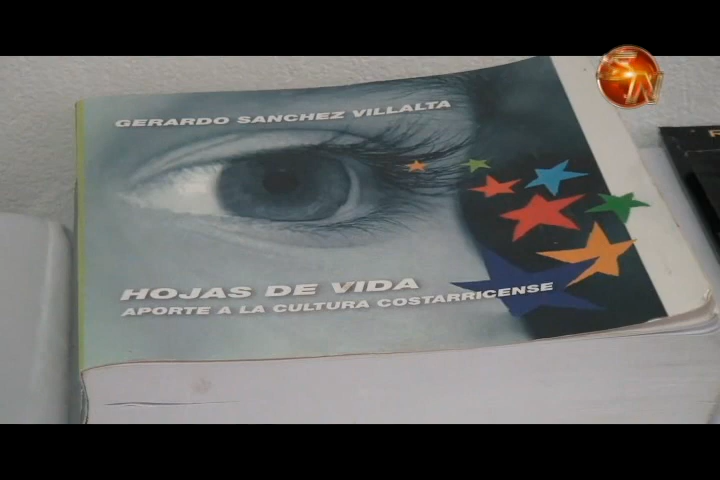 GERARDO SANCHEZ VILLALTA
HOJAS DE VIDA
APORTE A LA CULTURA COSTARRICENSE